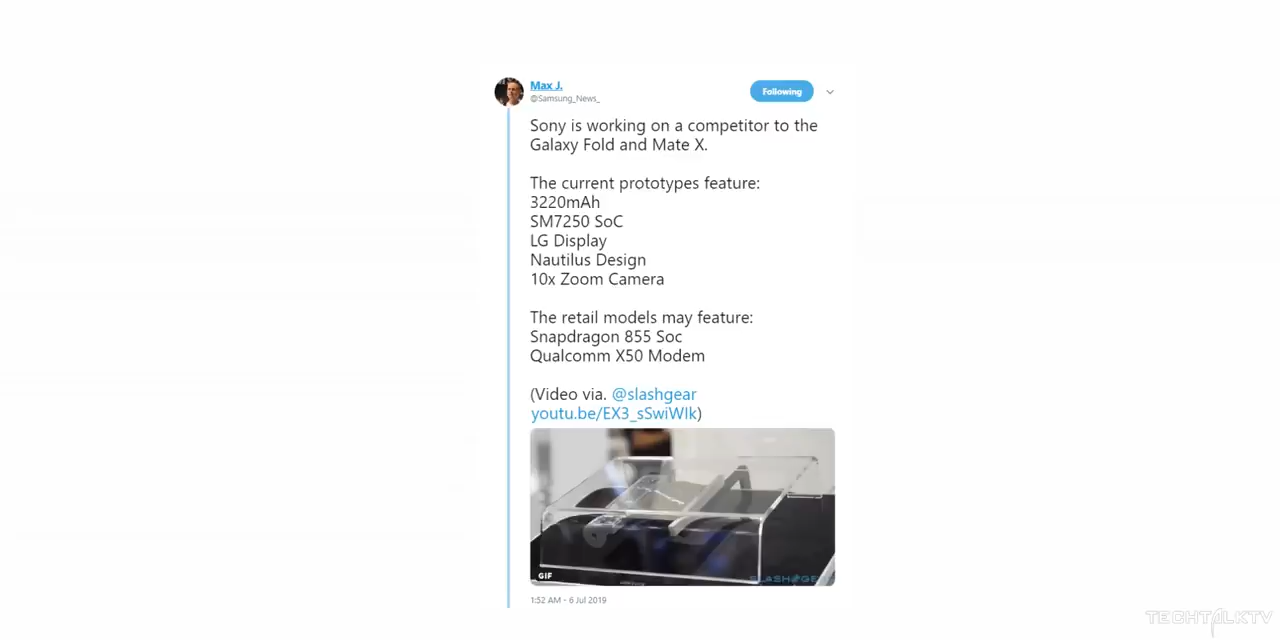 Max J.
@Samsung_News_
Following
Sony is working on a competitor to the
Galaxy Fold and Mate X.
The current prototypes feature:
3220mAh
SM7250 SoC
LG Display
Nautilus Design
10x Zoom Camera
The retail models may feature:
Snapdragon 855 Soc
Qualcomm X50 Modem
(Video via. @slashgear
youtu.be/EX3_sSwiWIk)
GIF
SLASHGEAR
1:52 AM - 6 Jul 2019
TECHTALKTV